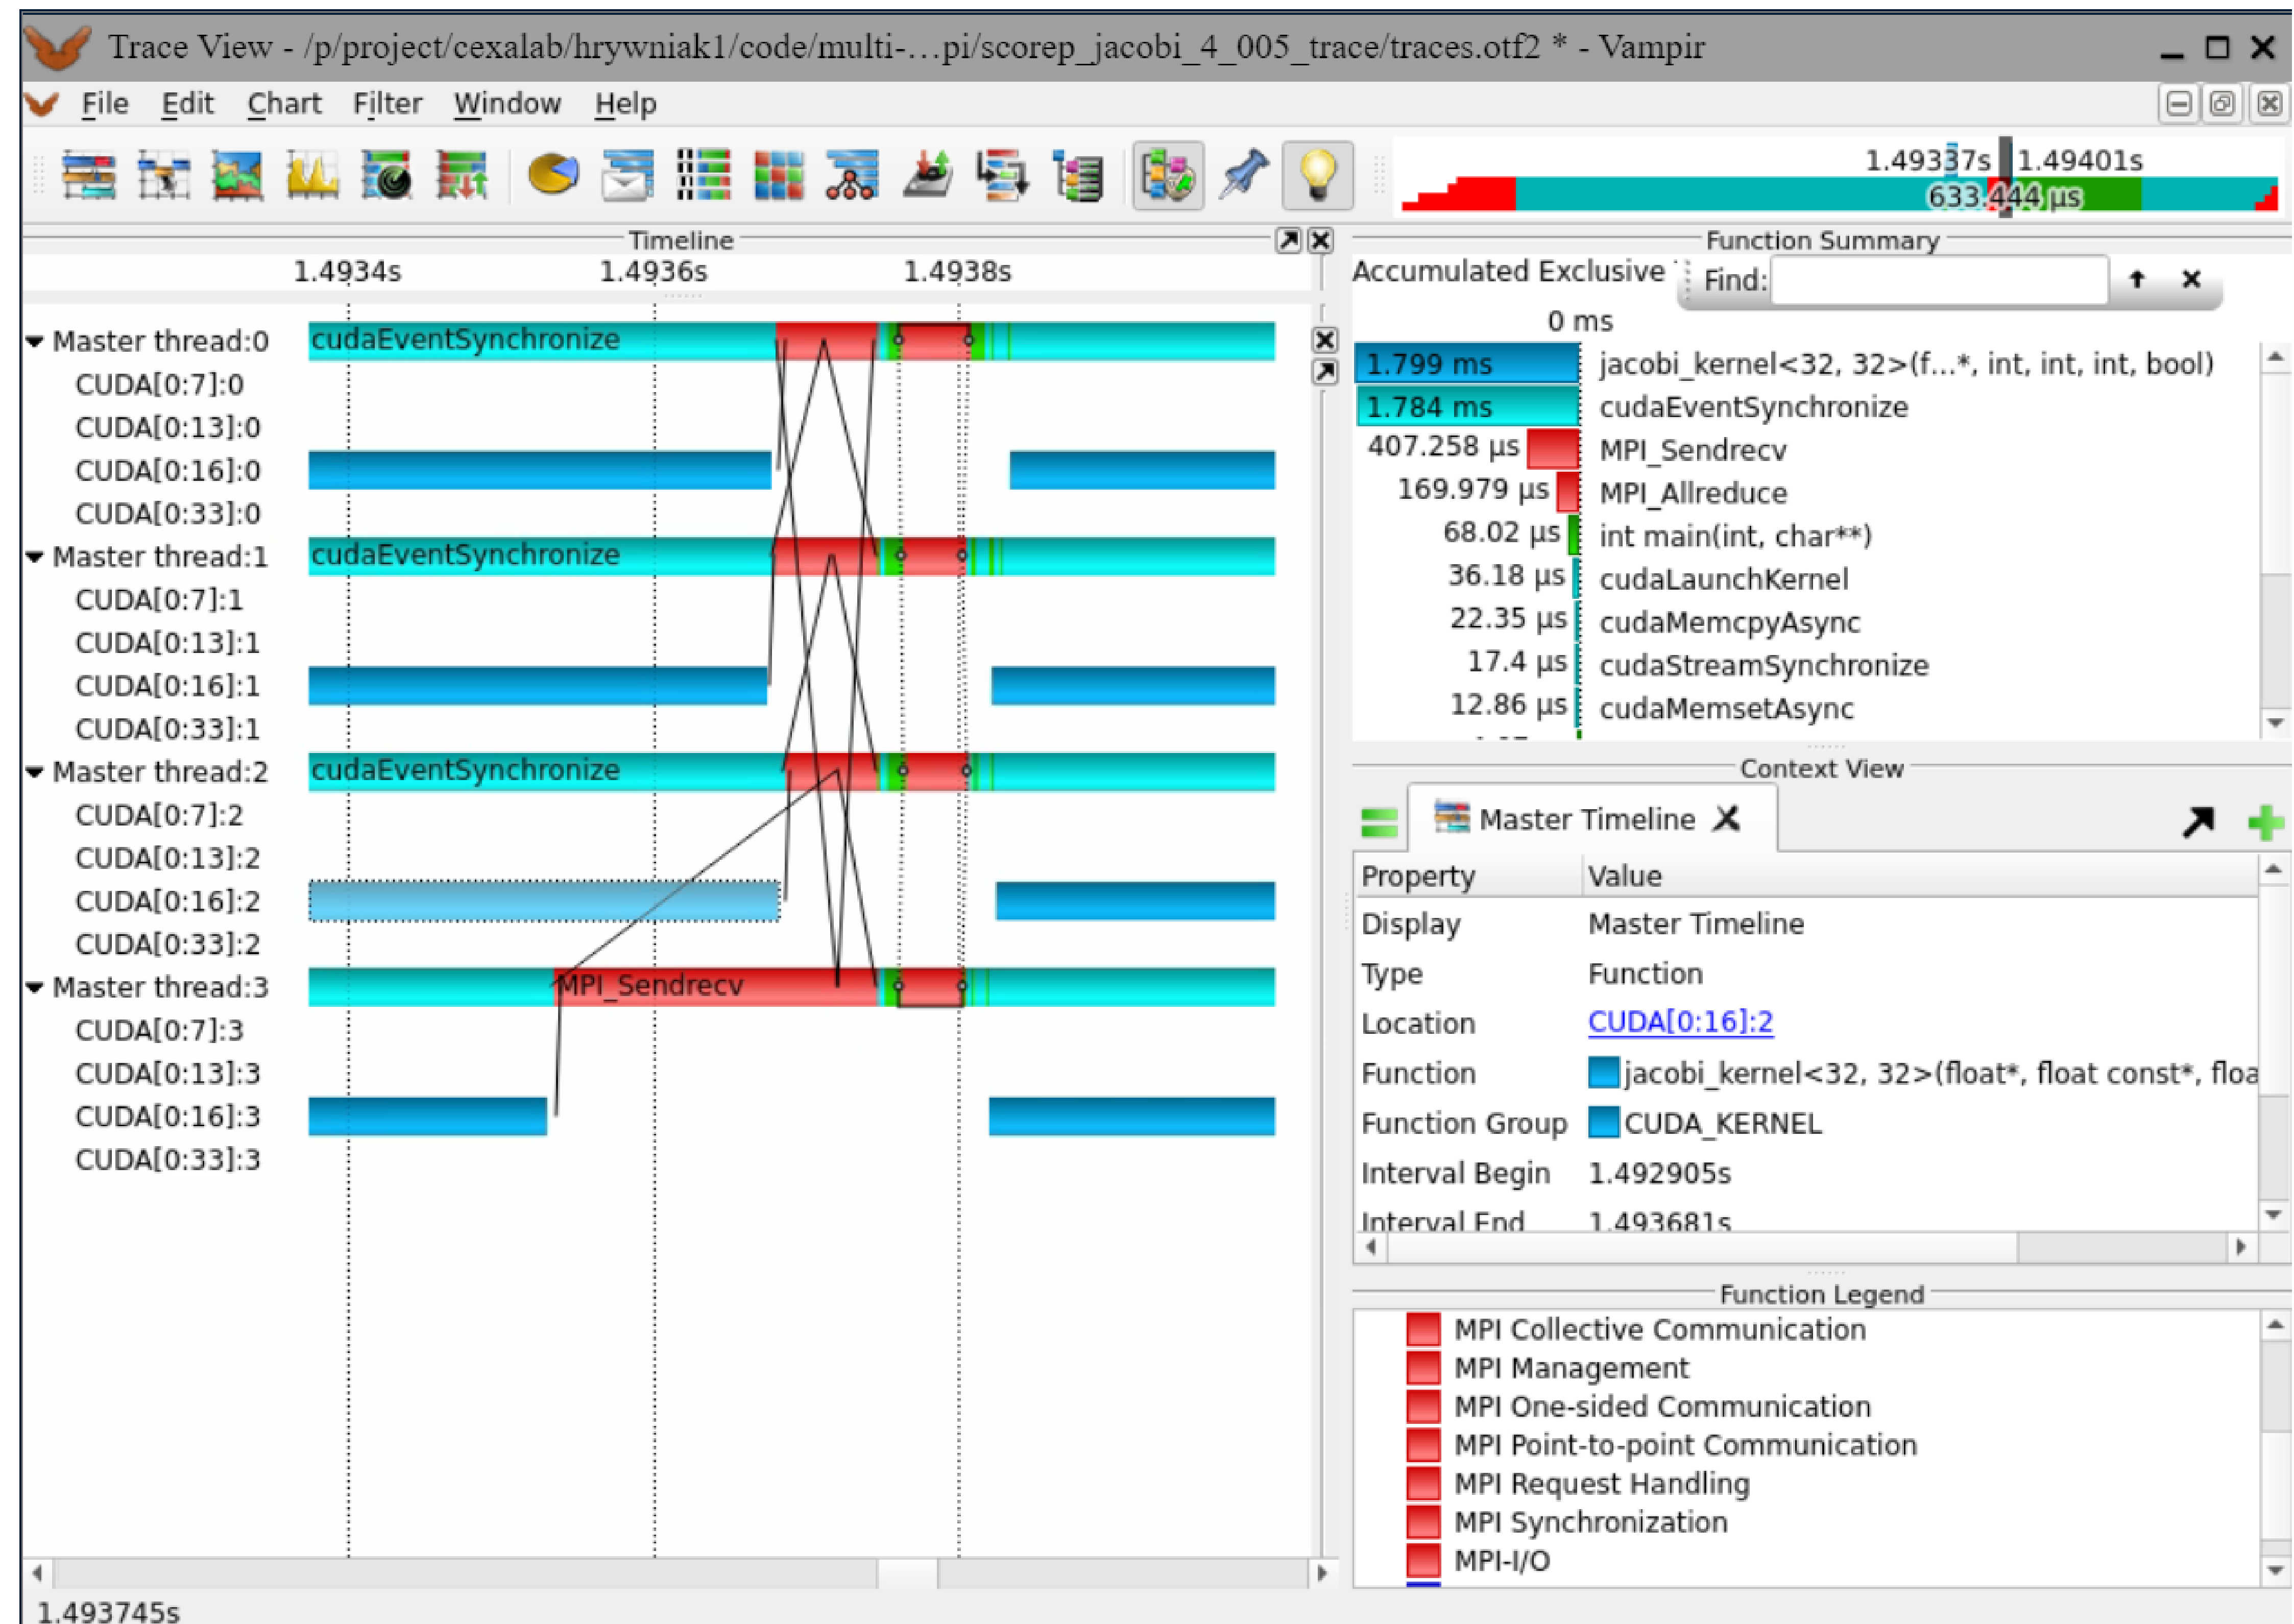 Trace View - /p/project/cexalab/hrywniak1/code/multi-...pi/scorep_jacobi_4_005_trace/traces.otf2 * - Vampir
File Edit Chart Filter Window Help
1.49337s 1.49401s
633.444 µs
Timeline
1.4934s 1.4936s 1.4938s
Master thread:0 cudaEventSynchronize
CUDA[0:7]:0
CUDA[0:13]:0
CUDA[0:16]:0
CUDA[0:33]:0
Master thread:1 cudaEventSynchronize
CUDA[0:7]:1
CUDA[0:13]:1
CUDA[0:16]:1
CUDA[0:33]:1
Master thread:2 cudaEventSynchronize
CUDA[0:7]:2
CUDA[0:13]:2
CUDA[0:16]:2
CUDA[0:33]:2
Master thread:3 MPI_Sendrecv
CUDA[0:7]:3
CUDA[0:13]:3
CUDA[0:16]:3
CUDA[0:33]:3
1.493745s
Function Summary
Accumulated Exclusive Find:
0 ms
1.799 ms jacobi_kernel<32, 32>(f...*, int, int, int, bool)
1.784 ms cudaEventSynchronize
407.258 µs MPI_Sendrecv
169.979 µs MPI_Allreduce
68.02 µs int main(int, char**)
36.18 µs cudaLaunchKernel
22.35 µs cudaMemcpyAsync
17.4 µs cudaStreamSynchronize
12.86 µs cudaMemsetAsync
Context View
Master Timeline
Property Value
Display Master Timeline
Type Function
Location CUDA[0:16]:2
Function jacobi_kernel<32, 32>(float*, float const*, floa
Function Group CUDA_KERNEL
Interval Begin 1.492905s
Interval End 1.493681s
Function Legend
MPI Collective Communication
MPI Management
MPI One-sided Communication
MPI Point-to-point Communication
MPI Request Handling
MPI Synchronization
MPI-I/O